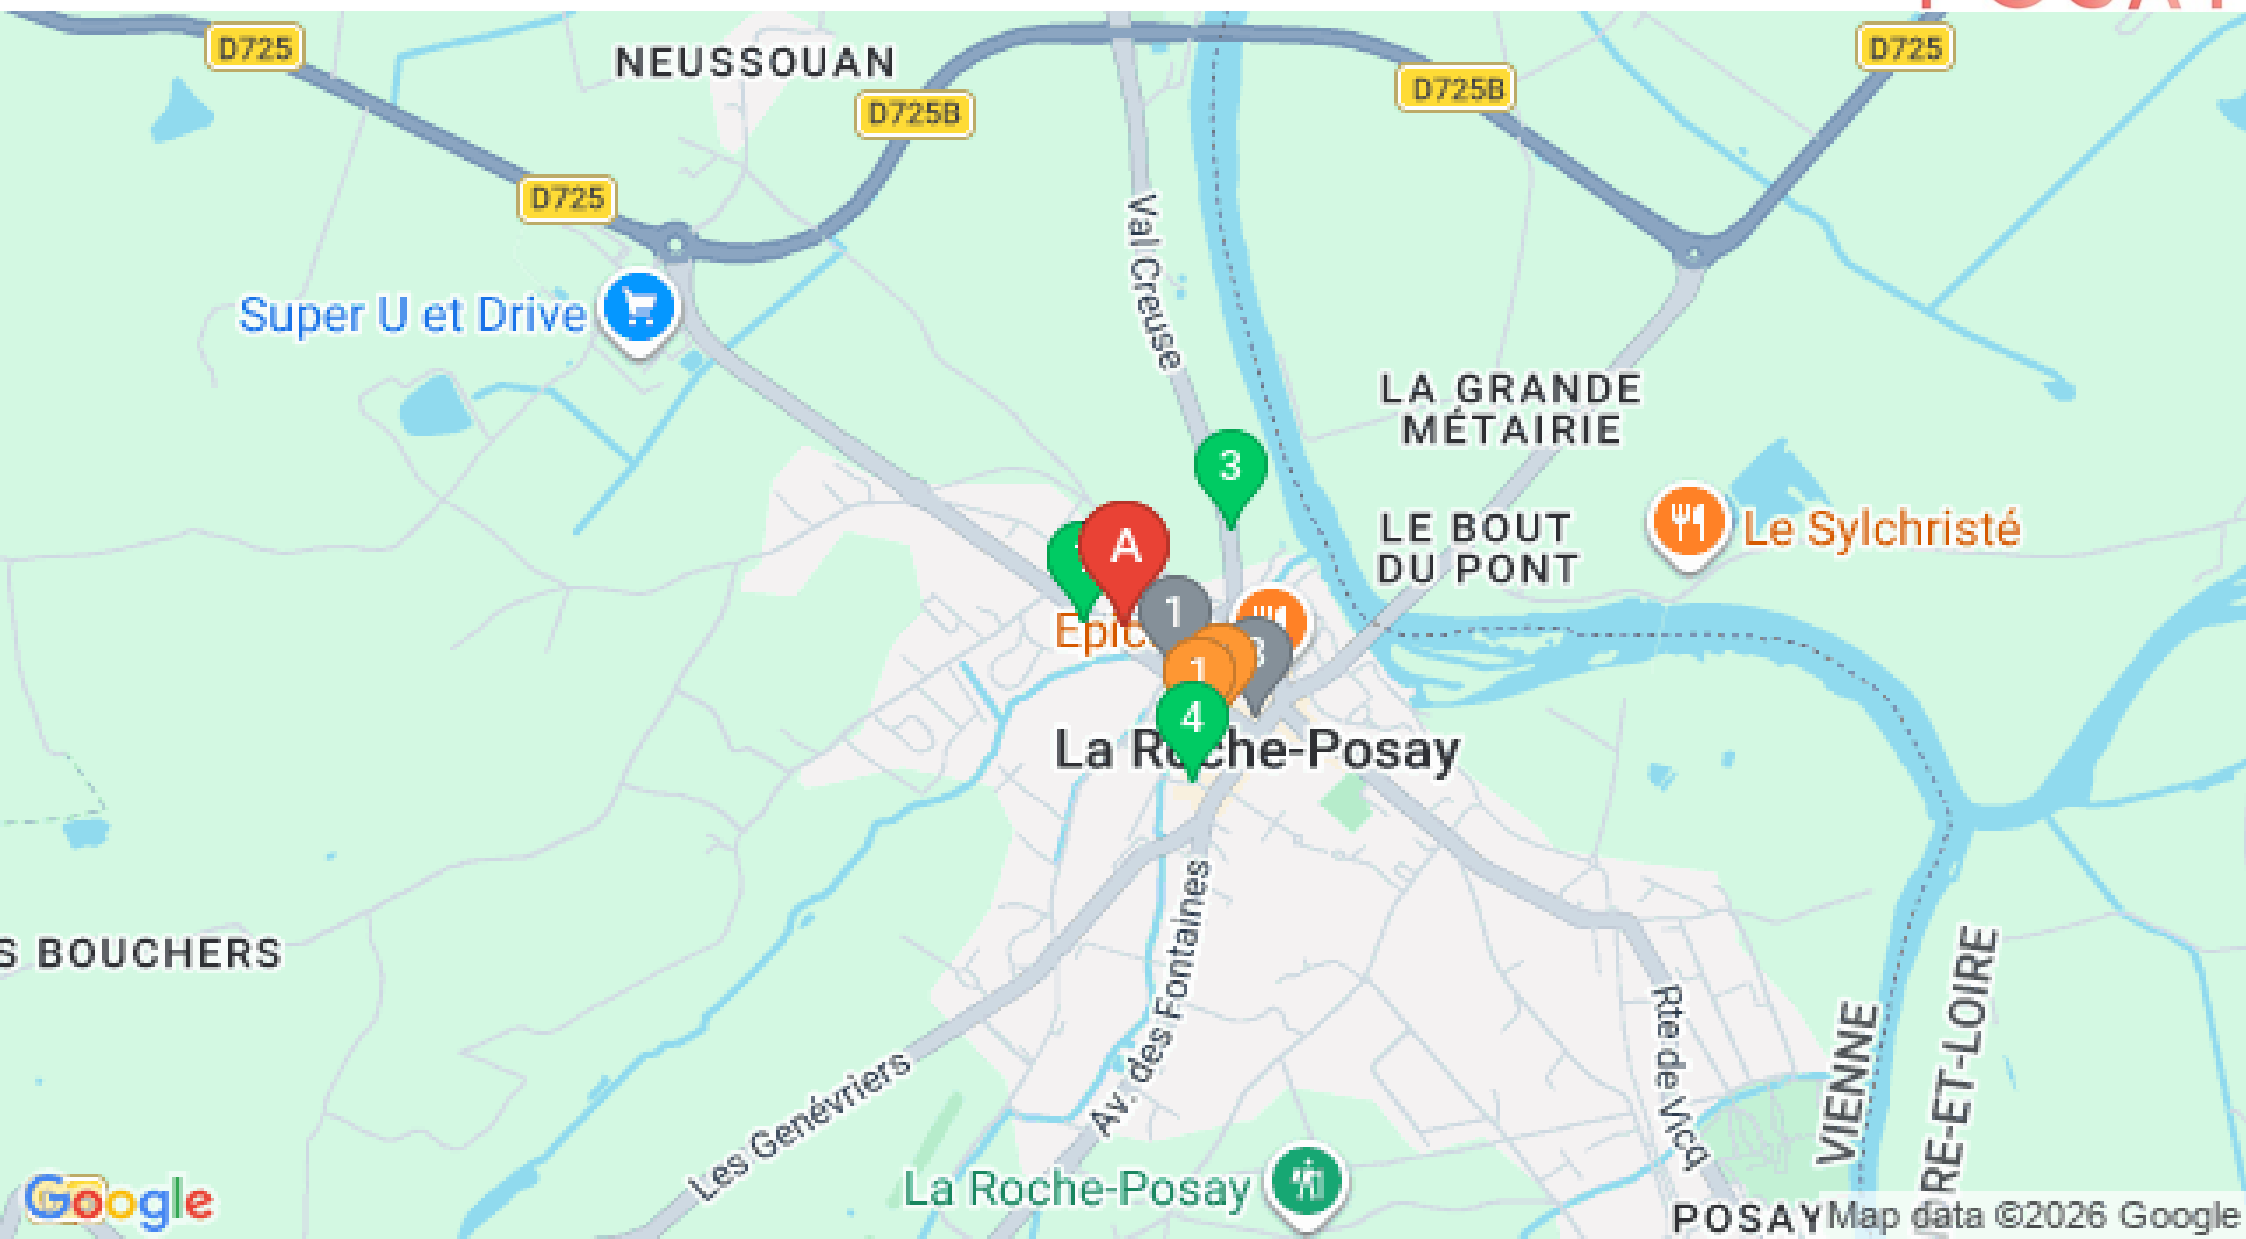 D725
NEUSSOUAN
D725B
D725B
D725
D725
Val Creuse
Super U et Drive
LA GRANDE
MÉTAIRIE
3
LE BOUT
DU PONT
Le Sylchristé
A
1
3
1
4
La Roche-Posay
S BOUCHERS
Av. des Fontaines
Les Genévriers
Rte de Vicq
VIENNE
RE-ET-LOIRE
La Roche-Posay
POSAY
Google
Map data ©2026 Google